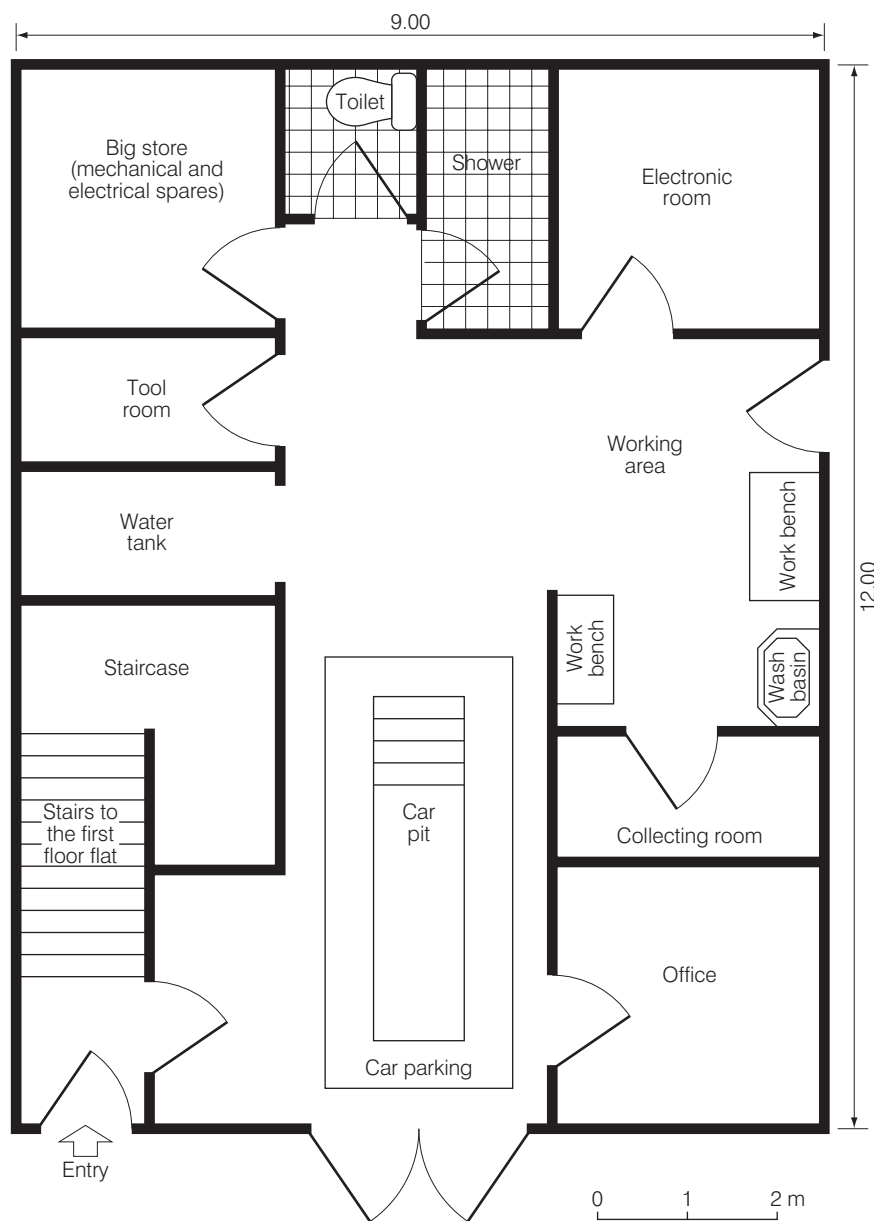 9.00
Toilet
Big store
(mechanical and
electrical spares)
Shower
Electronic
room
Tool
room
Working
area
Water
tank
Work bench
12.00
Staircase
Work
bench
Wash
basin
Stairs to
the first
floor flat
Car
pit
Collecting room
Office
Car parking
Entry
0 1 2 m